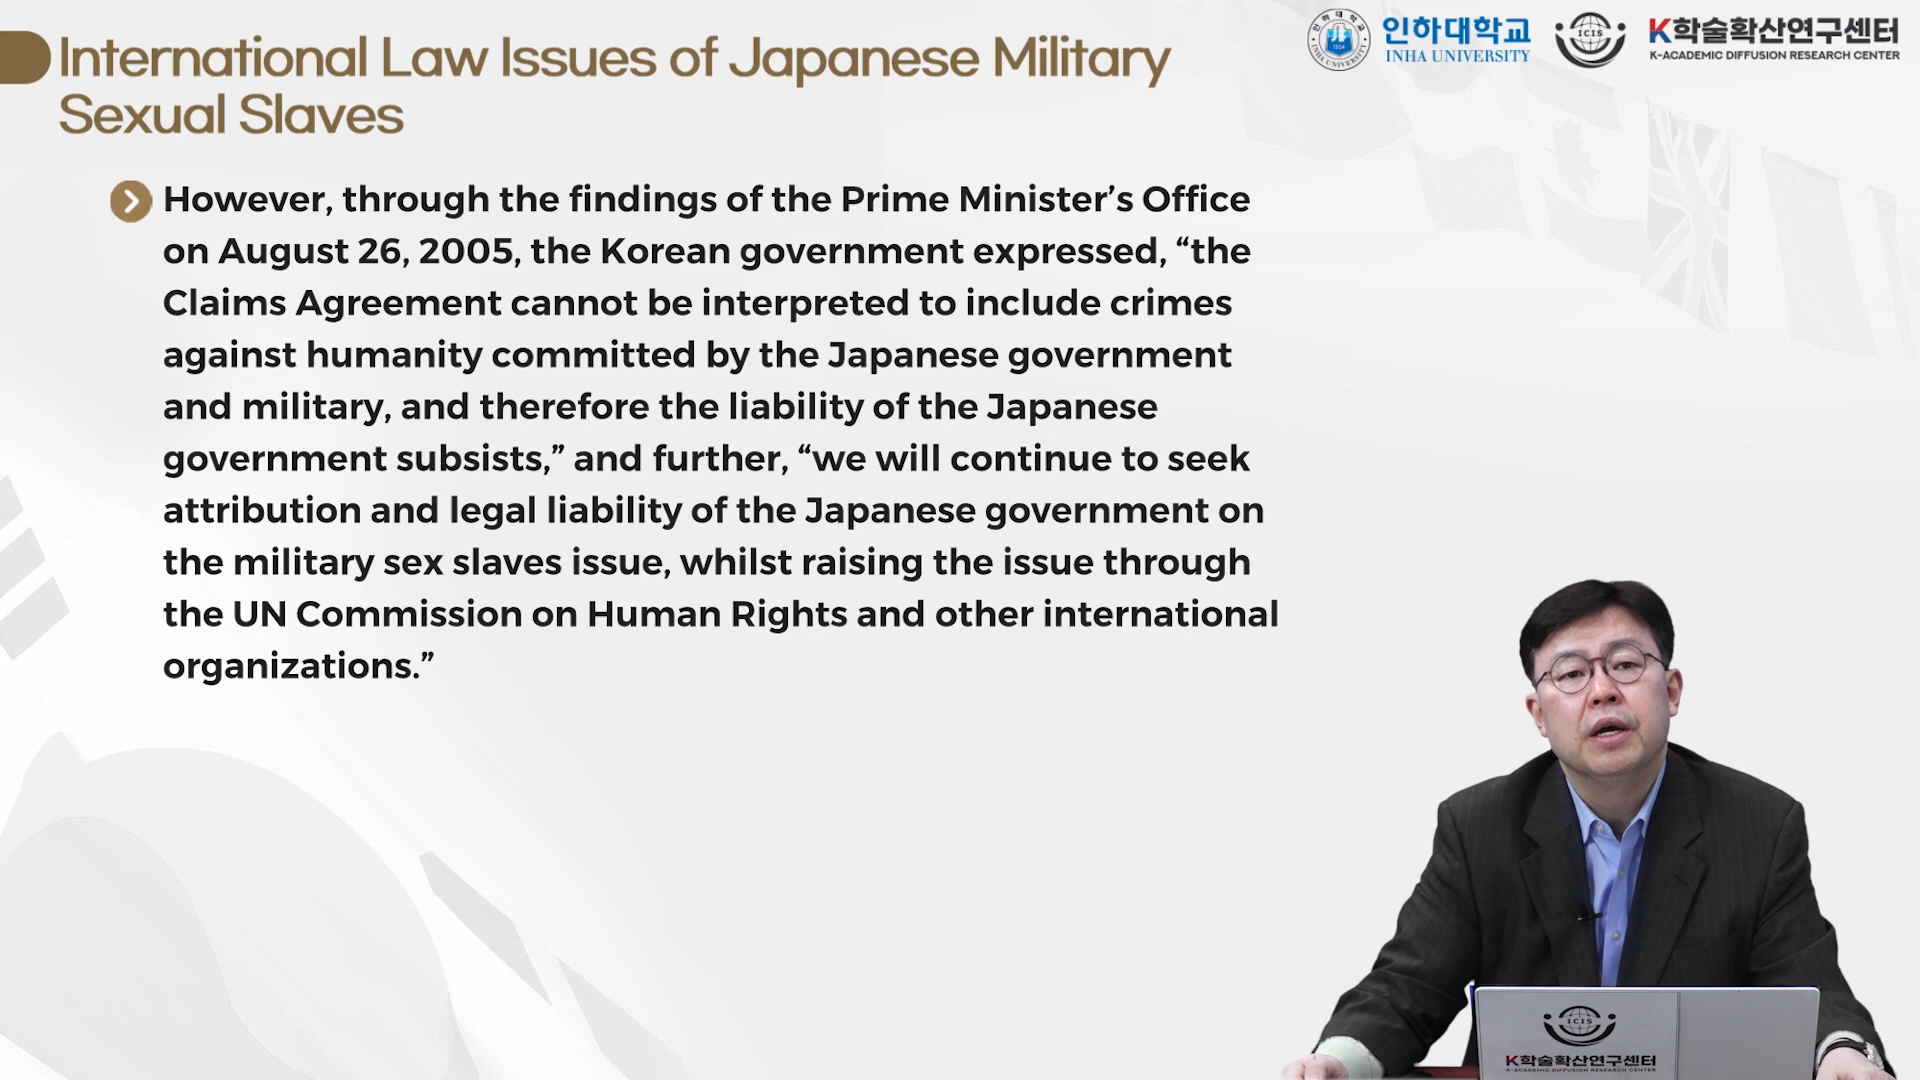 International Law Issues of Japanese Military
Sexual Slaves
인하대학교
INHA UNIVERSITY
1954
ICIS
K학술확산연구센터
K-ACADEMIC DIFFUSION RESEARCH CENTER
However, through the findings of the Prime Minister’s Office
on August 26, 2005, the Korean government expressed, “the
Claims Agreement cannot be interpreted to include crimes
against humanity committed by the Japanese government
and military, and therefore the liability of the Japanese
government subsists,” and further, “we will continue to seek
attribution and legal liability of the Japanese government on
the military sex slaves issue, whilst raising the issue through
the UN Commission on Human Rights and other international
organizations.”
ICIS
K학술확산연구센터
K-ACADEMIC DIFFUSION RESEARCH CENTER